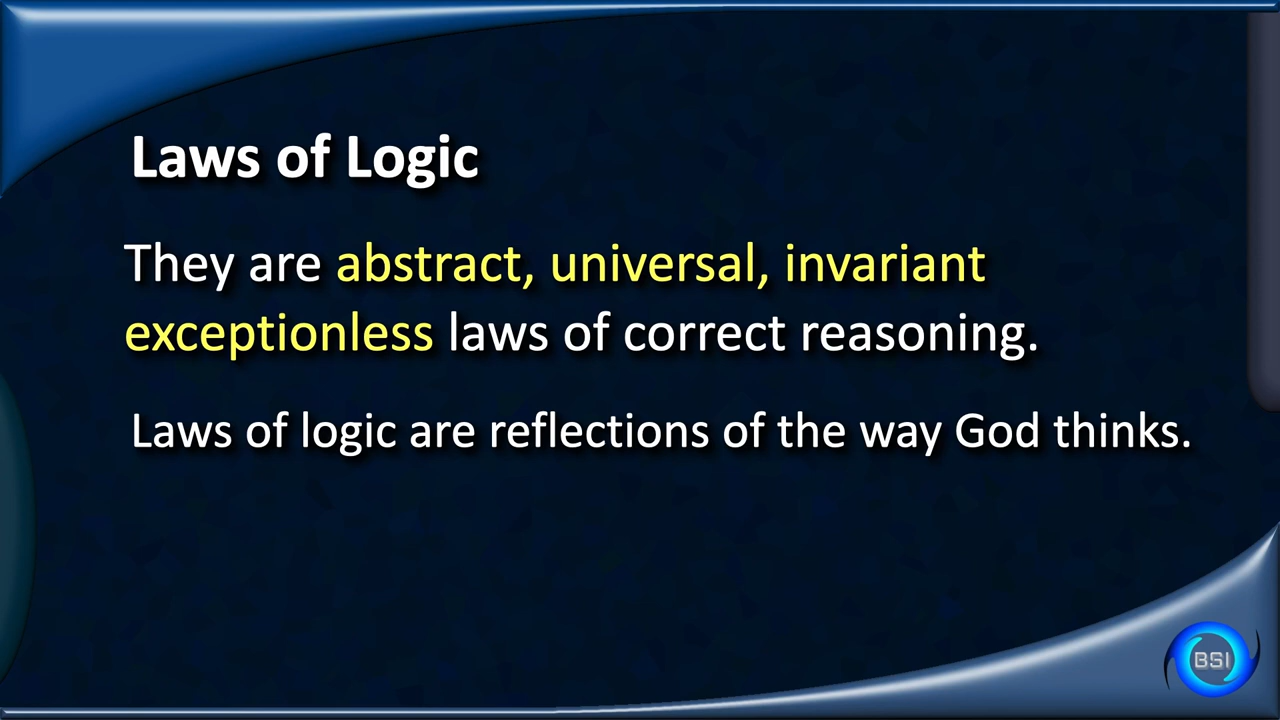 Laws of Logic
They are abstract, universal, invariant
exceptionless laws of correct reasoning.
Laws of logic are reflections of the way God thinks.
BSI